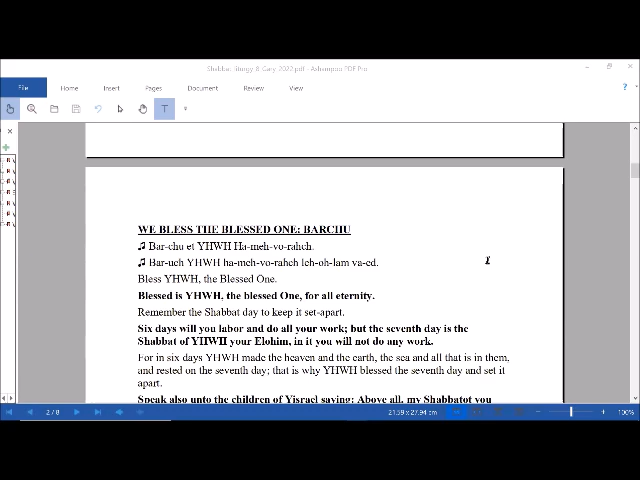 Shabbat_liturgy_8_Gary_2022.pdf - Ashampoo PDF Pro
File Home Insert Pages Document Review View
WE BLESS THE BLESSED ONE: BARCHU
♫ Bar-chu et YHWH Ha-meh-vo-rahch.
♫ Bar-uch YHWH ha-meh-vo-rahch leh-oh-lam va-ed.
Bless YHWH, the Blessed One.
Blessed is YHWH, the blessed One, for all eternity.
Remember the Shabbat day to keep it set-apart.
Six days will you labor and do all your work; but the seventh day is the
Shabbat of YHWH your Elohim, in it you will not do any work.
For in six days YHWH made the heaven and the earth, the sea and all that is in them,
and rested on the seventh day; that is why YHWH blessed the seventh day and set it
apart.
Speak also unto the children of Yisrael saying: Above all, my Shabbatot you
2 / 8 21.59 x 27.94 cm 100%